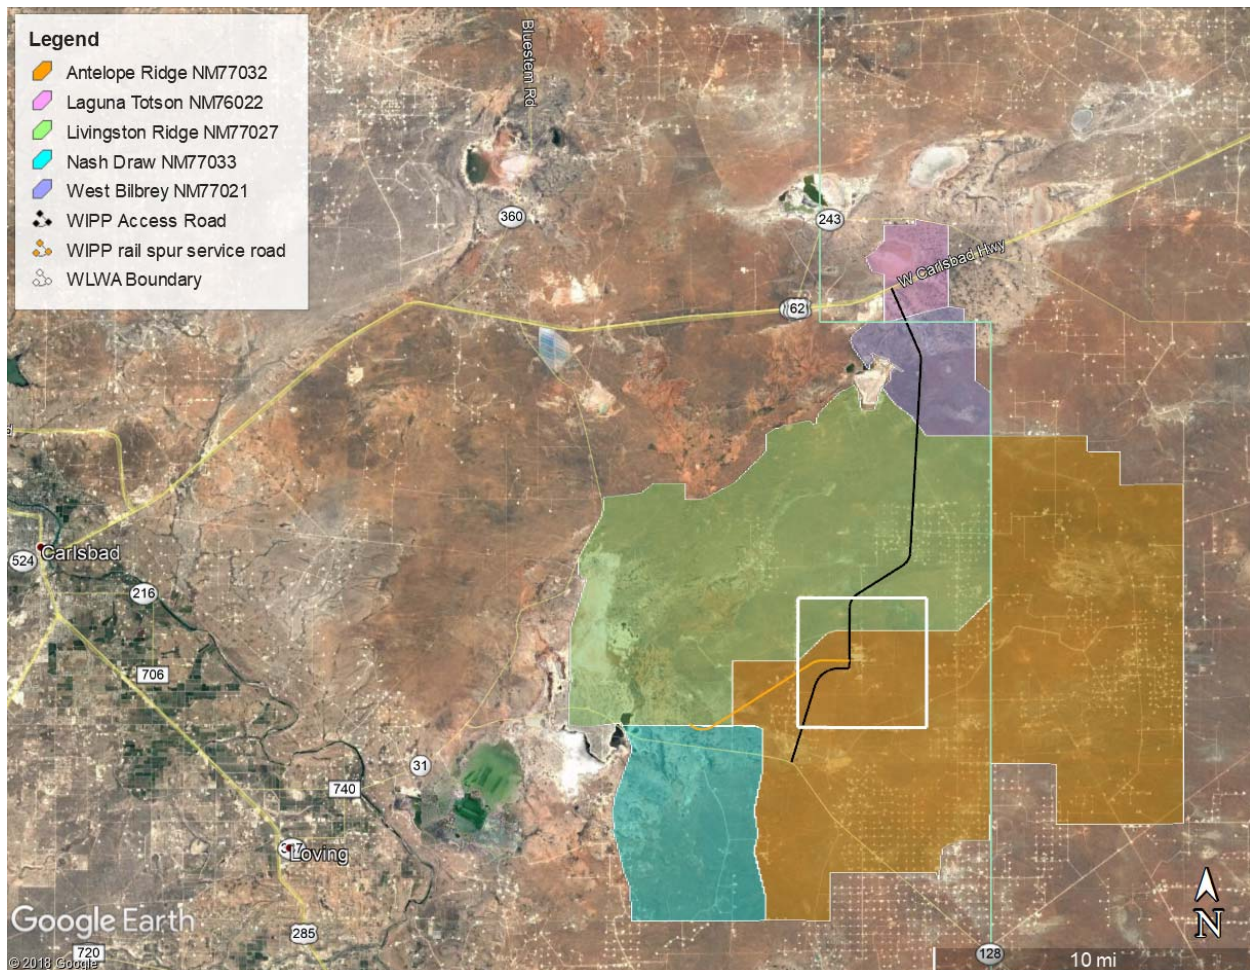 Legend
Antelope Ridge NM77032
Laguna Totson NM76022
Livingston Ridge NM77027
Nash Draw NM77033
West Bilbrey NM77021
WIPP Access Road
WIPP rail spur service road
WLWA Boundary
Bluestem Rd
360
243
W Carlsbad Hwy
62
Carlsbad
524
216
706
31
740
Loving
285
Google Earth
N
720
128
10 mi
© 2018 Google